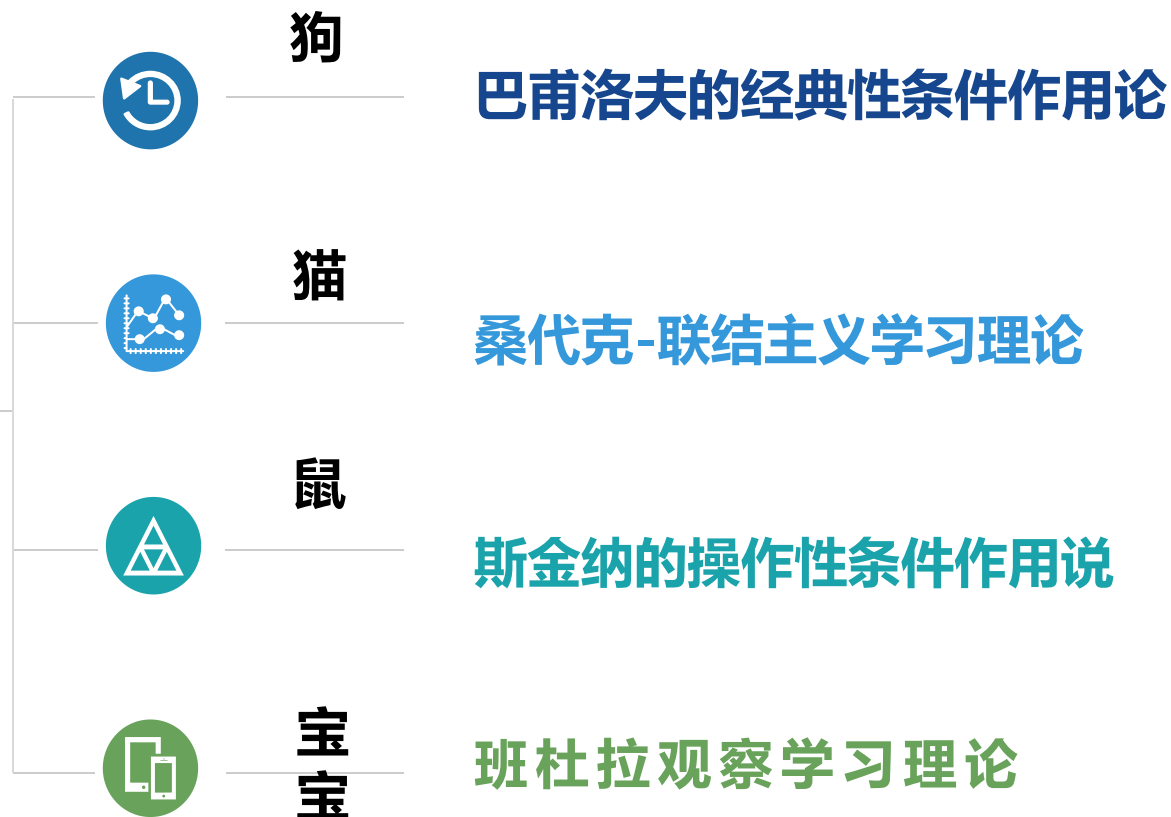 狗
巴甫洛夫的经典性条件作用论
猫
桑代克-联结主义学习理论
鼠
斯金纳的操作性条件作用说
宝
宝
班杜拉观察学习理论